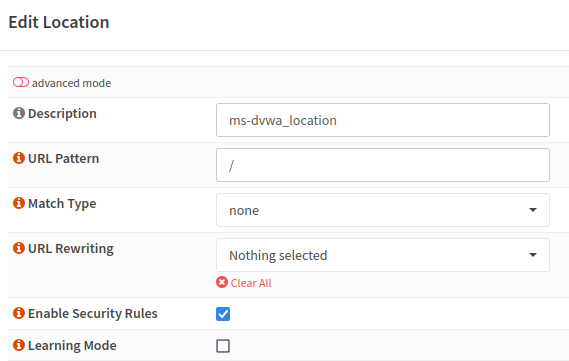 Edit Location
advanced mode
Description
ms-dvwa_location
URL Pattern
/
Match Type
none
URL Rewriting
Nothing selected
Clear All
Enable Security Rules
Learning Mode